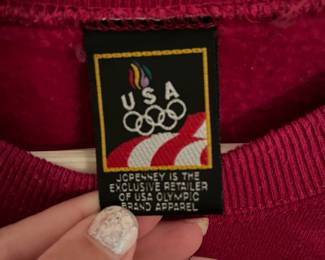 USA
JCPENNEY IS THE
EXCLUSIVE RETAILER
OF USA OLYMPIC
BRAND APPAREL